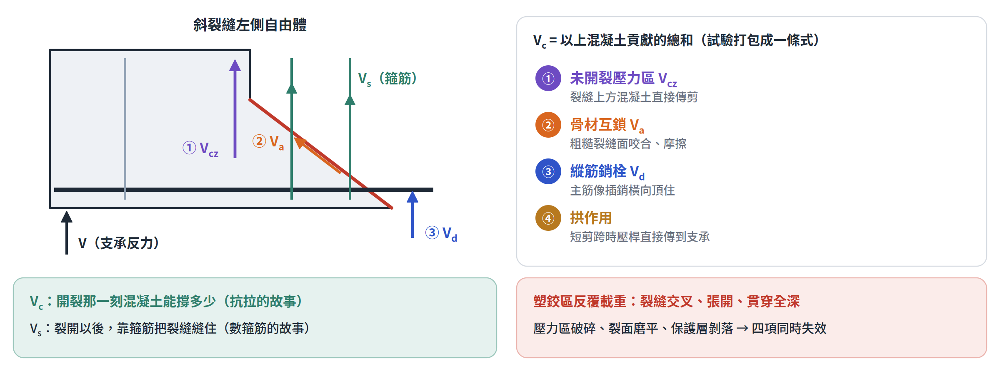 斜裂縫左側自由體
Vs（箍筋）
① Vcz
② Va
③ Vd
V（支承反力）
Vc = 以上混凝土貢獻的總和（試驗打包成一條式）
① 未開裂壓力區 Vcz
裂縫上方混凝土直接傳剪
② 骨材互鎖 Va
粗糙裂縫面咬合、摩擦
③ 縱筋銷栓 Vd
主筋像插銷橫向頂住
④ 拱作用
短剪跨時壓桿直接傳到支承
Vc：開裂那一刻混凝土能撐多少（抗拉的故事）
Vs：裂開以後，靠箍筋把裂縫縫住（數箍筋的故事）
塑鉸區反覆載重：裂縫交叉、張開、貫穿全深
壓力區破碎、裂面磨平、保護層剝落 → 四項同時失效